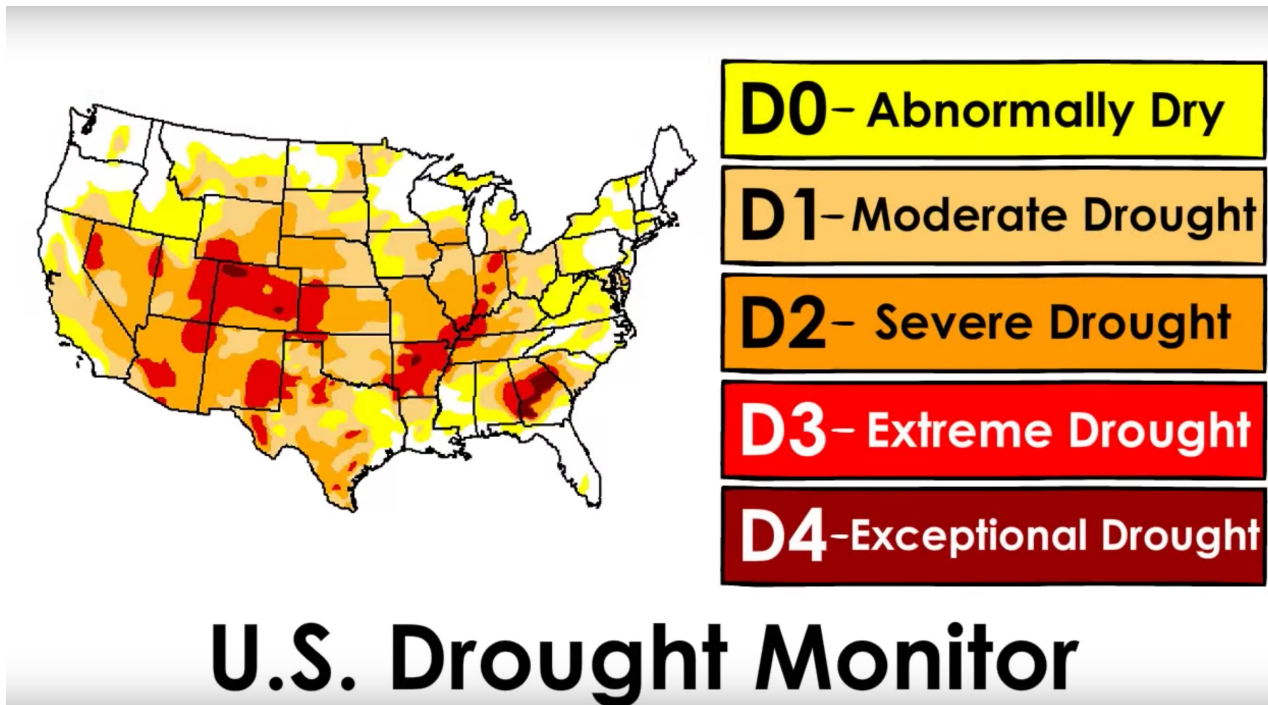 D0- Abnormally Dry
D1-Moderate Drought
D2- Severe Drought
D3- Extreme Drought
D4-Exceptional Drought
U.S. Drought Monitor